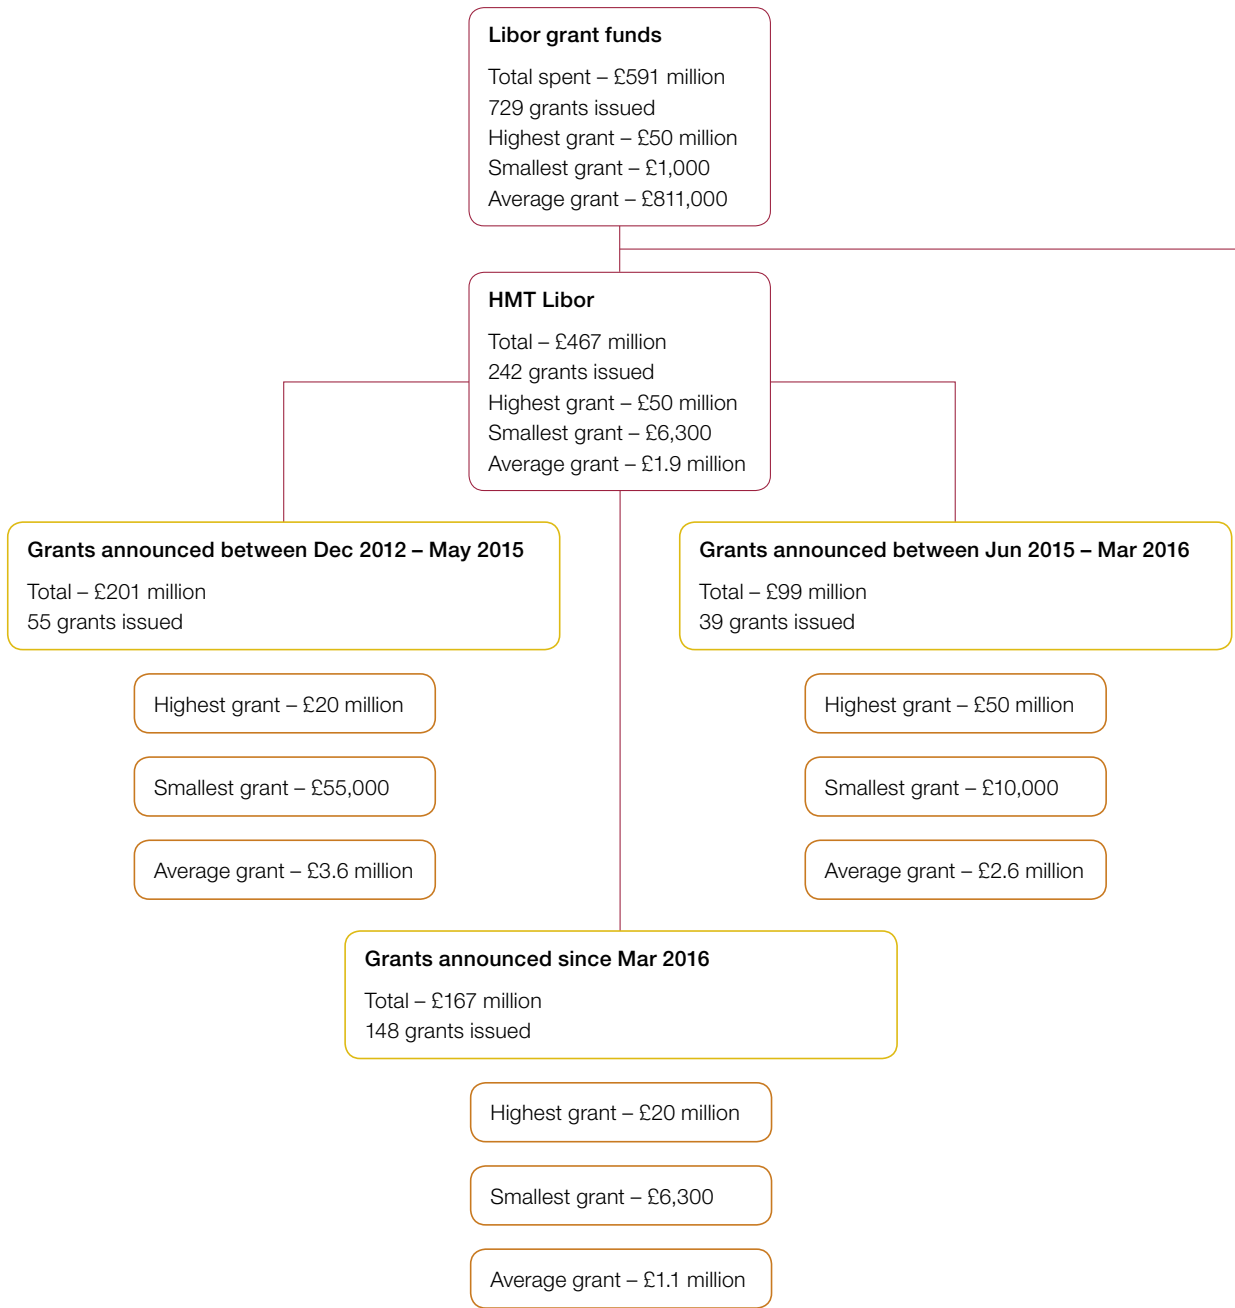 Libor grant funds
Total spent – £591 million
729 grants issued
Highest grant – £50 million
Smallest grant – £1,000
Average grant – £811,000
HMT Libor
Total – £467 million
242 grants issued
Highest grant – £50 million
Smallest grant – £6,300
Average grant – £1.9 million
Grants announced between Dec 2012 – May 2015
Total – £201 million
55 grants issued
Highest grant – £20 million
Smallest grant – £55,000
Average grant – £3.6 million
Grants announced between Jun 2015 – Mar 2016
Total – £99 million
39 grants issued
Highest grant – £50 million
Smallest grant – £10,000
Average grant – £2.6 million
Grants announced since Mar 2016
Total – £167 million
148 grants issued
Highest grant – £20 million
Smallest grant – £6,300
Average grant – £1.1 million